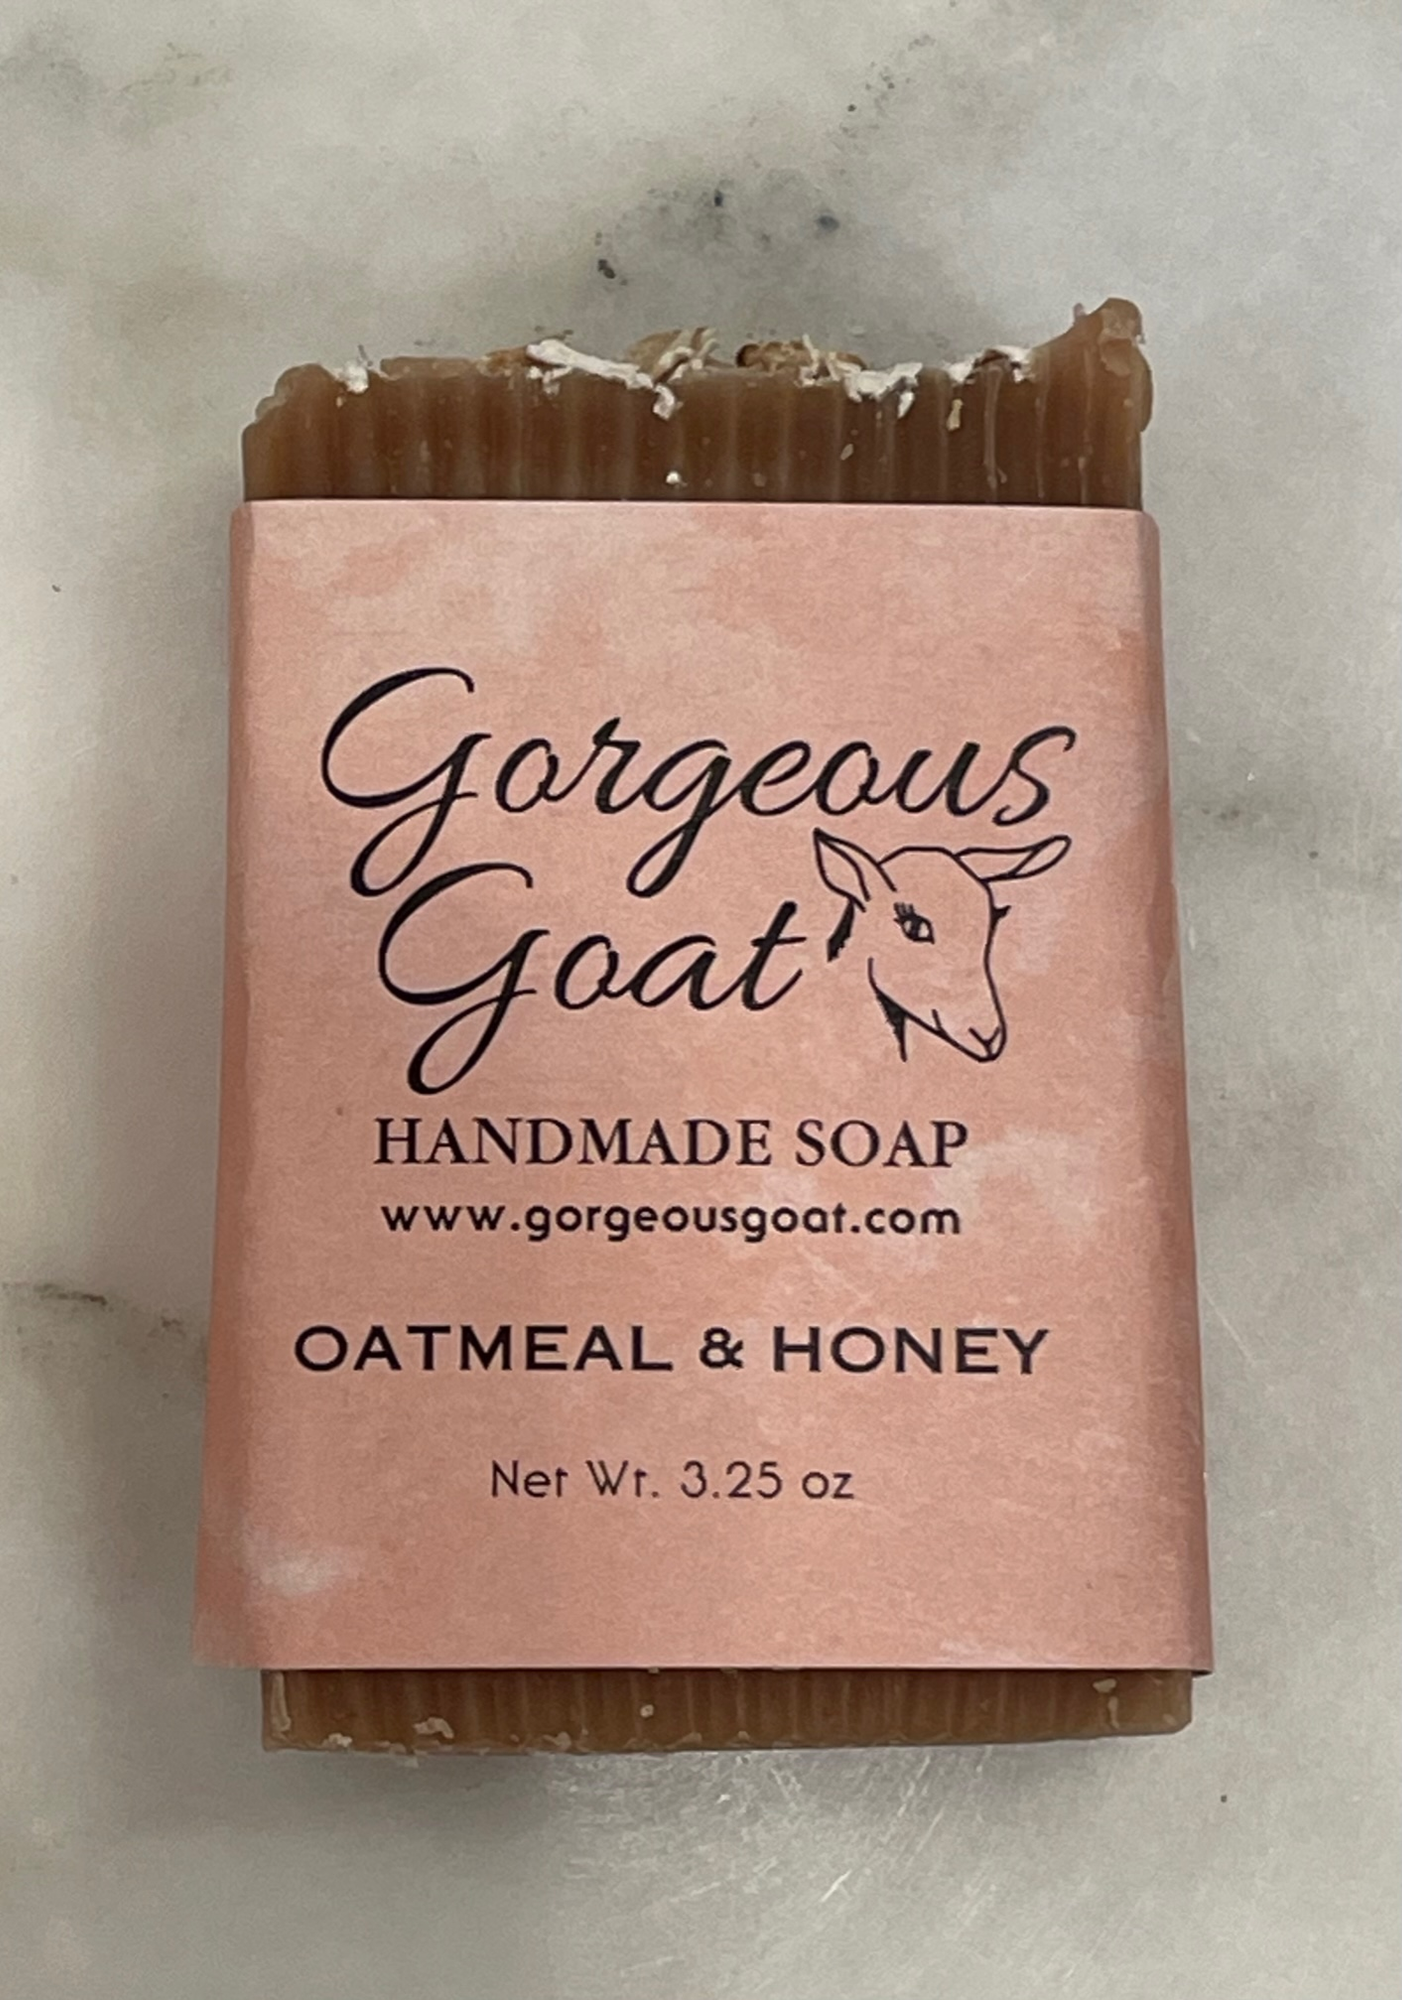 Gorgeous
Goat
HANDMADE SOAP
www.gorgeousgoat.com
OATMEAL & HONEY
Net Wt. 3.25 oz